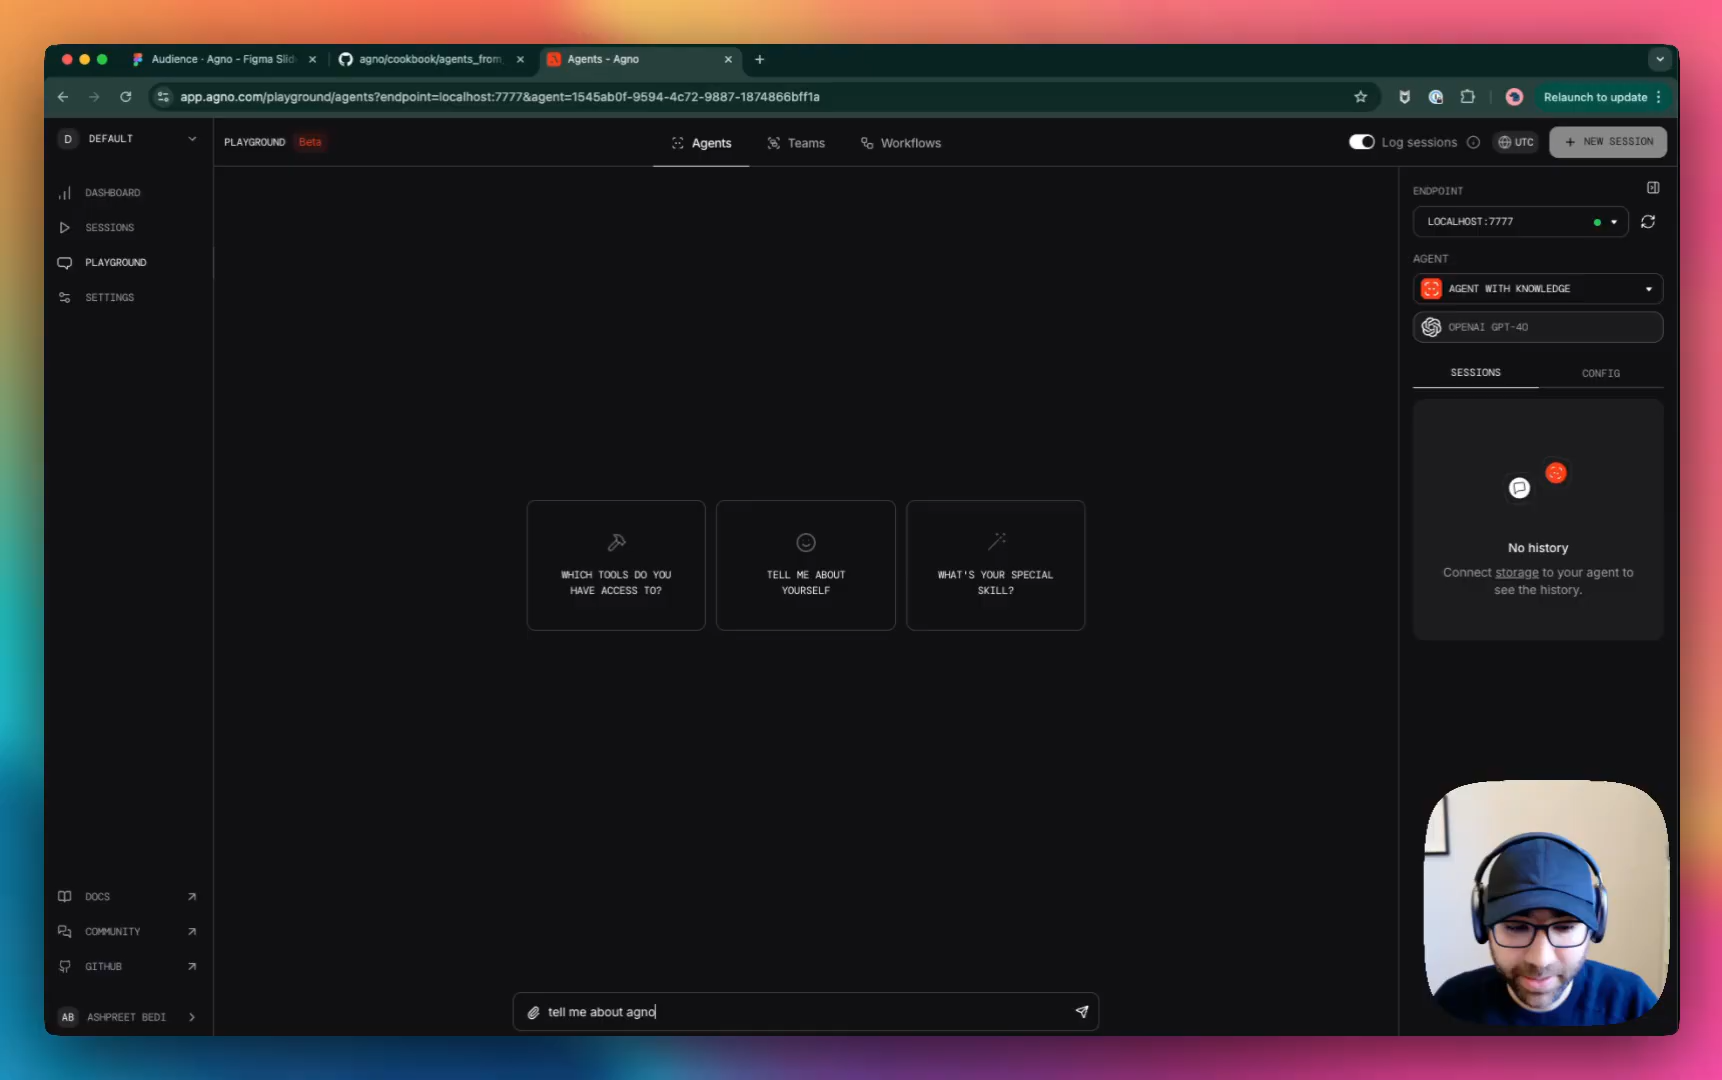 Audience · Agno - Figma Slid
agno/cookbook/agents_from_
Agents - Agno
app.agno.com/playground/agents?endpoint=localhost:7777&agent=1545ab0f-9594-4c72-9887-1874866bff1a
Relaunch to update
D DEFAULT
PLAYGROUND Beta
Agents
Teams
Workflows
Log sessions
UTC
+ NEW SESSION
DASHBOARD
SESSIONS
PLAYGROUND
SETTINGS
ENDPOINT
LOCALHOST:7777
AGENT
AGENT WITH KNOWLEDGE
OPENAI GPT-4O
SESSIONS
CONFIG
No history
Connect storage to your agent to
see the history.
WHICH TOOLS DO YOU
HAVE ACCESS TO?
TELL ME ABOUT
YOURSELF
WHAT'S YOUR SPECIAL
SKILL?
DOCS
COMMUNITY
GITHUB
AB ASHPREET BEDI
tell me about agno